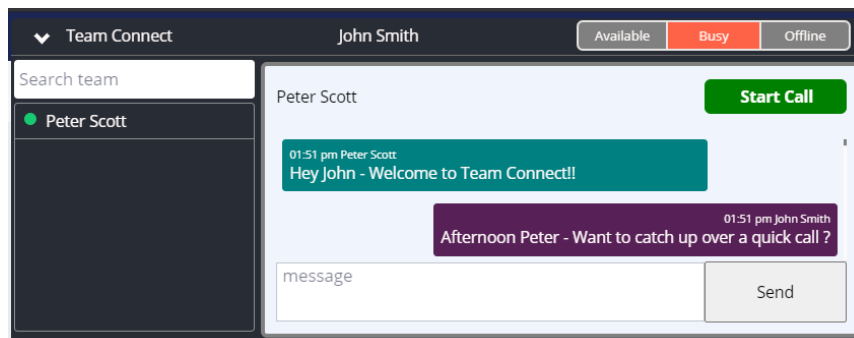 Team Connect
John Smith
Available
Busy
Offline
Search team
Peter Scott
Peter Scott
Start Call
01:51 pm Peter Scott
Hey John - Welcome to Team Connect!!
01:51 pm John Smith
Afternoon Peter - Want to catch up over a quick call ?
message
Send